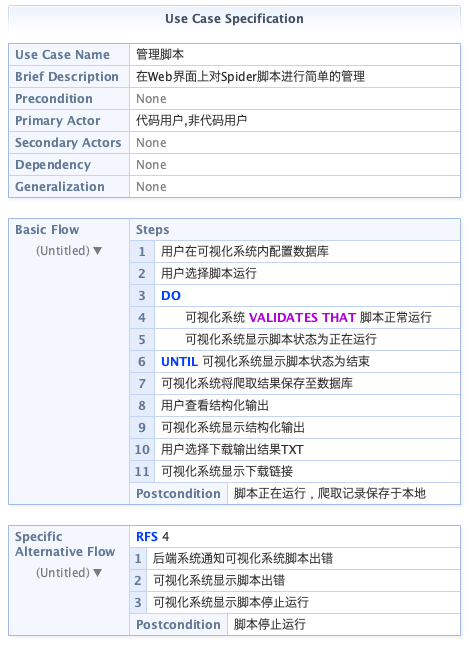 Use Case Specification
Use Case Name 管理脚本
Brief Description 在Web界面上对Spider脚本进行简单的管理
Precondition None
Primary Actor 代码用户,非代码用户
Secondary Actors None
Dependency None
Generalization None
Basic Flow Steps
(Untitled) ▼
1 用户在可视化系统内配置数据库
2 用户选择脚本运行
3 DO
4 可视化系统 VALIDATES THAT 脚本正常运行
5 可视化系统显示脚本状态为正在运行
6 UNTIL 可视化系统显示脚本状态为结束
7 可视化系统将爬取结果保存至数据库
8 用户查看结构化输出
9 可视化系统显示结构化输出
10 用户选择下载输出结果TXT
11 可视化系统显示下载链接
Postcondition 脚本正在运行，爬取记录保存于本地
Specific
Alternative Flow
(Untitled) ▼
RFS 4
1 后端系统通知可视化系统脚本出错
2 可视化系统显示脚本出错
3 可视化系统显示脚本停止运行
Postcondition 脚本停止运行